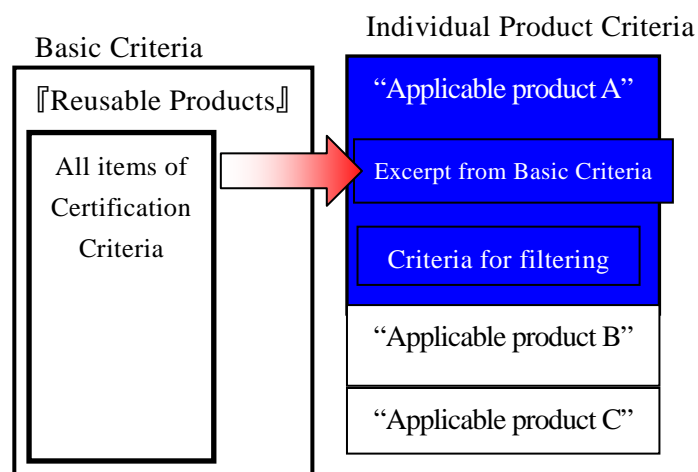 Basic Criteria
『Reusable Products』
All items of
Certification
Criteria
Individual Product Criteria
“Applicable product A”
Excerpt from Basic Criteria
Criteria for filtering
“Applicable product B”
“Applicable product C”